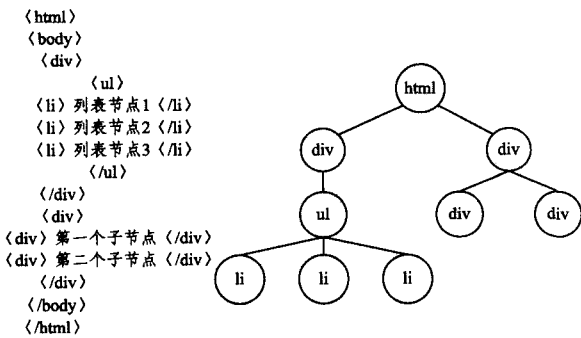 〈html〉
〈body〉
〈div〉
〈ul〉
〈li〉列表节点1〈/li〉
〈li〉列表节点2〈/li〉
〈li〉列表节点3〈/li〉
〈/ul〉
〈/div〉
〈div〉
〈div〉第一个子节点〈/div〉
〈div〉第二个子节点〈/div〉
〈/div〉
〈/body〉
〈/html〉
html
div div
ul div div
li li li